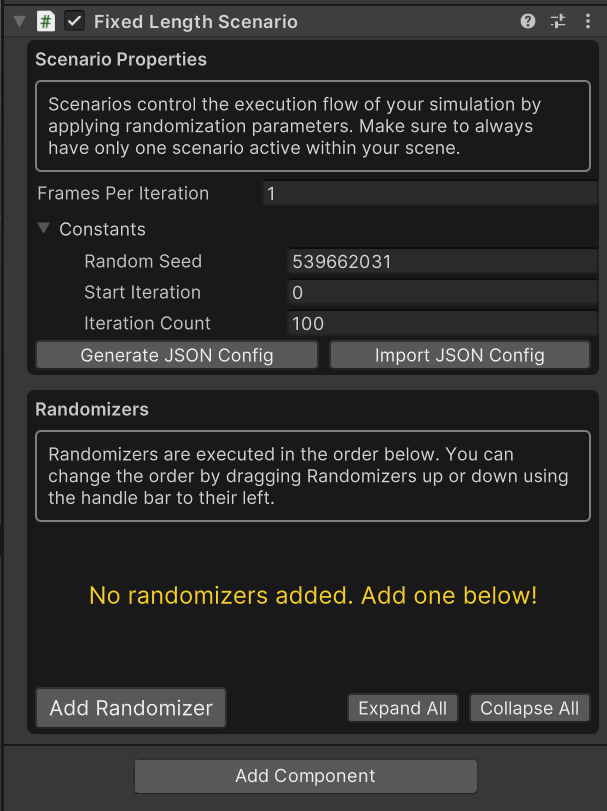 Fixed Length Scenario
Scenario Properties
Scenarios control the execution flow of your simulation by
applying randomization parameters. Make sure to always
have only one scenario active within your scene.
Frames Per Iteration 1
Constants
Random Seed 539662031
Start Iteration 0
Iteration Count 100
Generate JSON Config Import JSON Config
Randomizers
Randomizers are executed in the order below. You can
change the order by dragging Randomizers up or down using
the handle bar to their left.
No randomizers added. Add one below!
Add Randomizer Expand All Collapse All
Add Component